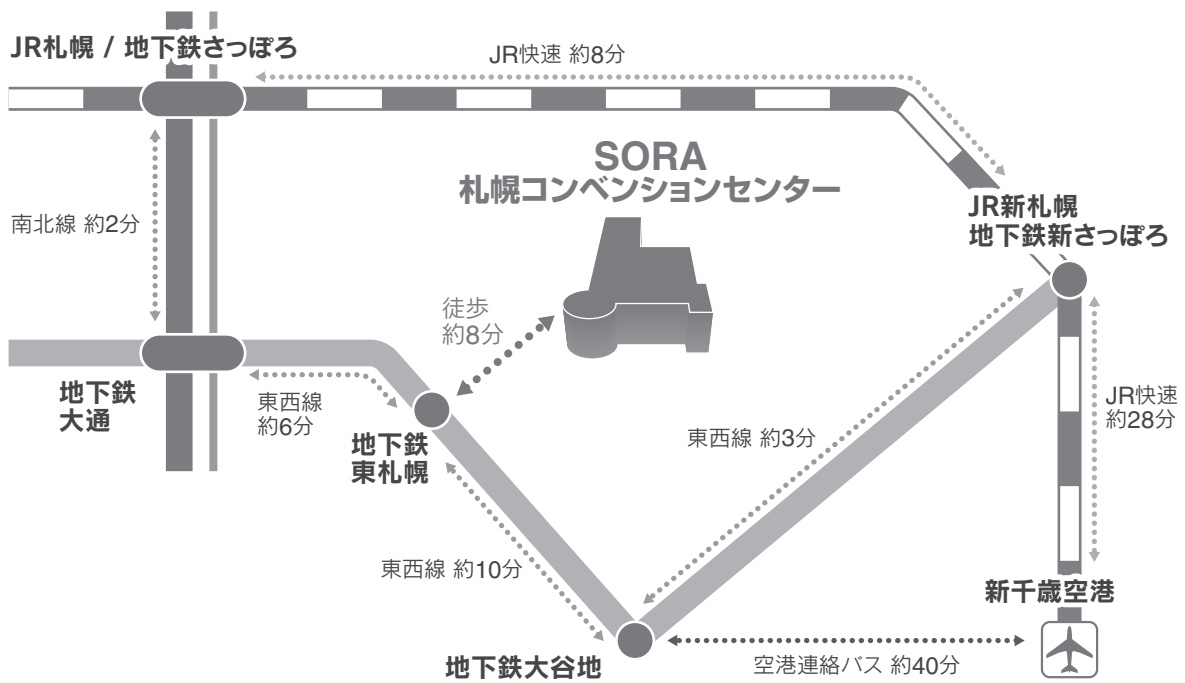 JR札幌 / 地下鉄さっぽろ
JR快速 約8分
SORA
札幌コンベンションセンター
JR新札幌
地下鉄新さっぽろ
南北線 約2分
徒歩
約8分
地下鉄
大通
東西線
約6分
地下鉄
東札幌
東西線 約3分
JR快速
約28分
東西線 約10分
新千歳空港
地下鉄大谷地
空港連絡バス 約40分